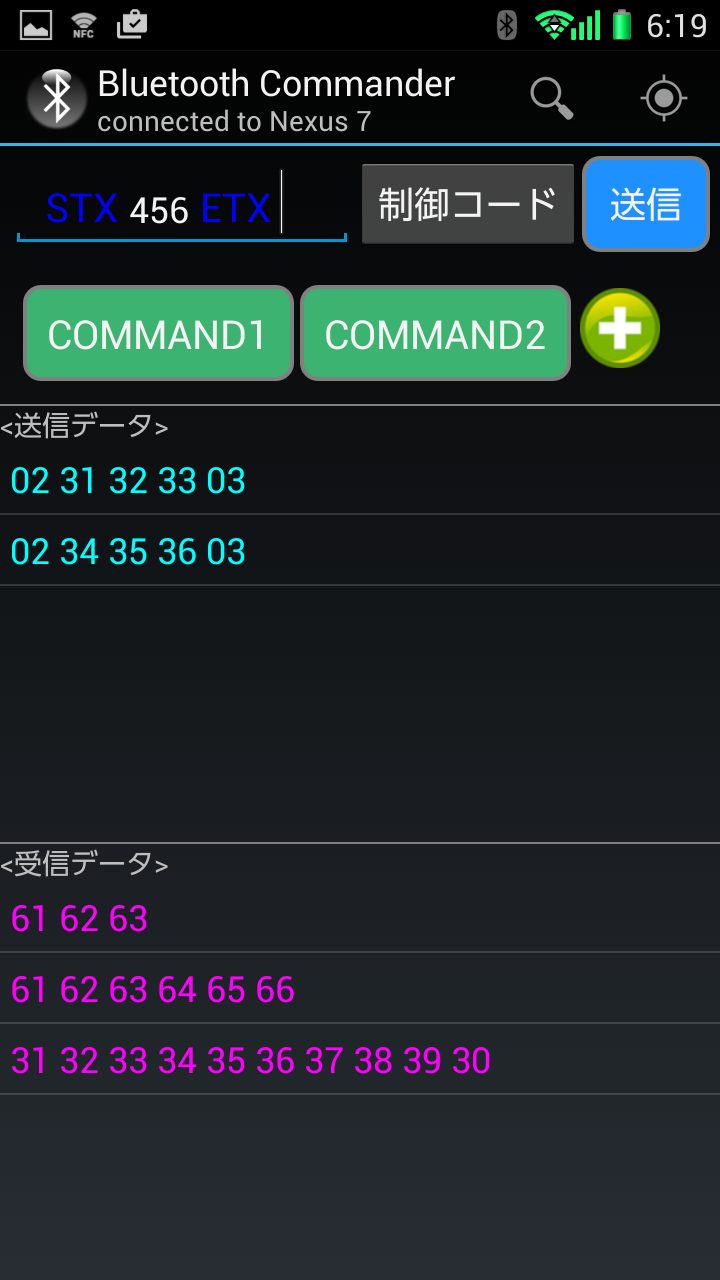 NFC 6:19
Bluetooth Commander
connected to Nexus 7
STX 456 ETX 制御コード 送信
COMMAND1 COMMAND2
<送信データ>
02 31 32 33 03
02 34 35 36 03
<受信データ>
61 62 63
61 62 63 64 65 66
31 32 33 34 35 36 37 38 39 30